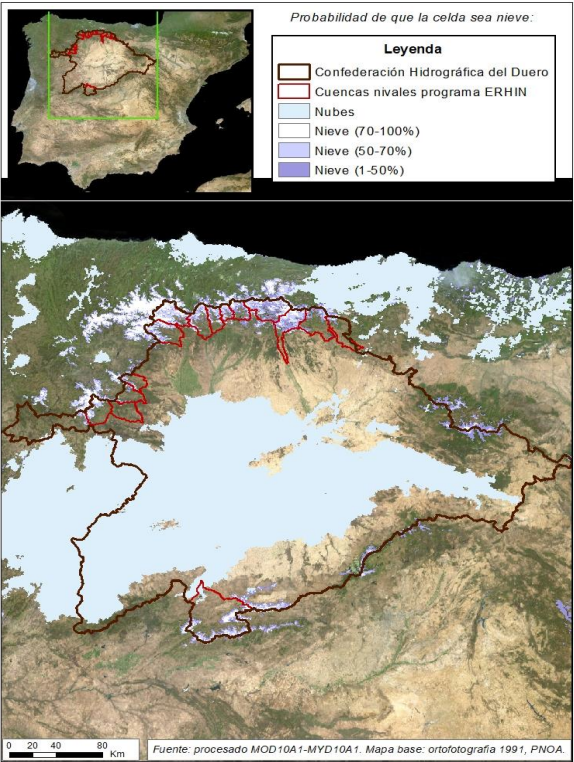 Probabilidad de que la celda sea nieve:
Leyenda
Confederación Hidrográfica del Duero
Cuencas nivales programa ERHIN
Nubes
Nieve (70-100%)
Nieve (50-70%)
Nieve (1-50%)
0 20 40 80
Km
Fuente: procesado MOD10A1-MYD10A1. Mapa base: ortofotografía 1991, PNOA.